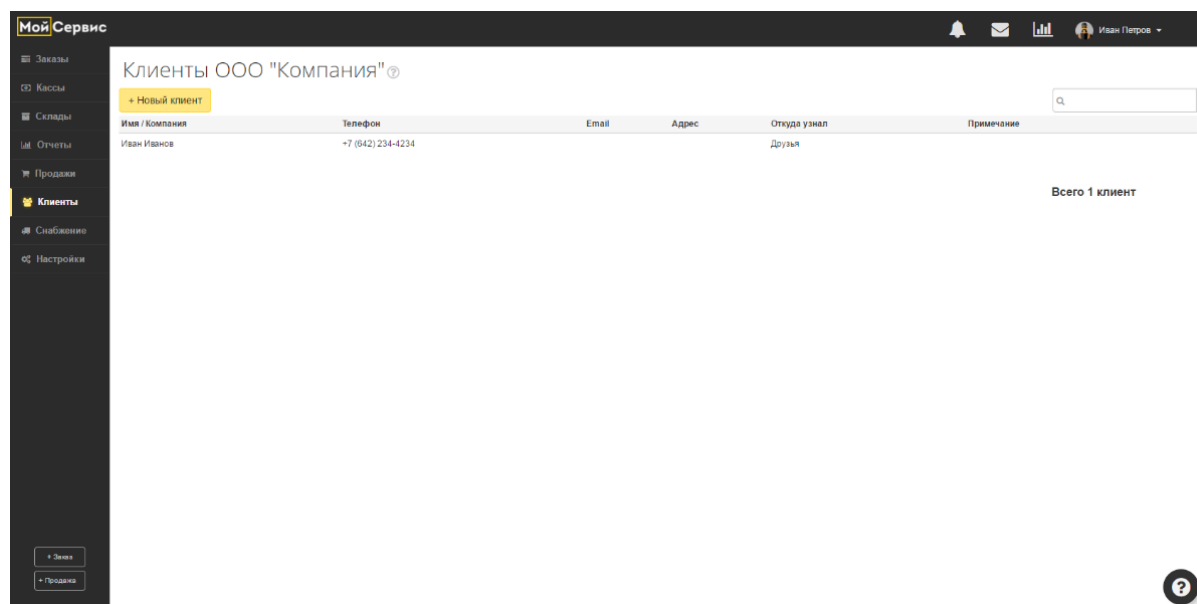 МойСервис
Иван Петров
Заказы
Кассы
Склады
Отчеты
Продажи
Клиенты
Снабжение
Настройки
+ Заказ
+ Продажа
Клиенты ООО "Компания"
+ Новый клиент
Имя / Компания Телефон Email Адрес Откуда узнал Примечание
Иван Иванов +7 (642) 234-4234 Друзья
Всего 1 клиент